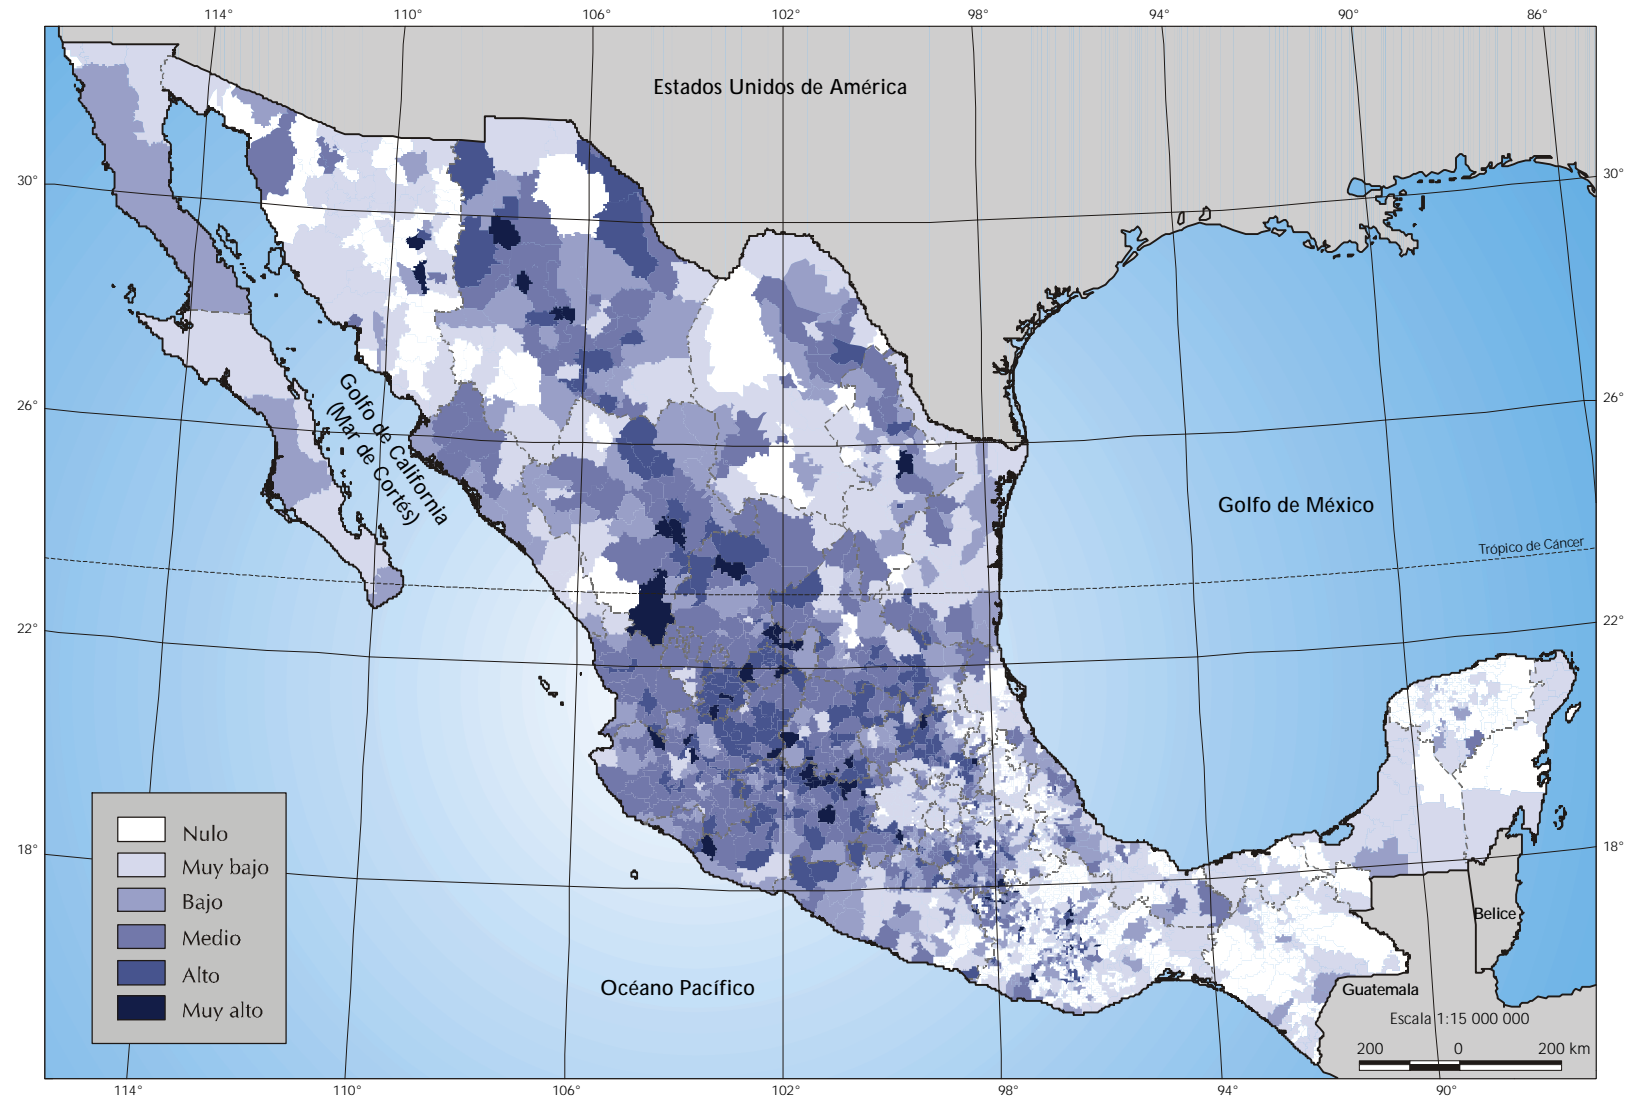 114°
110°
106°
102°
98°
94°
90°
86°
Estados Unidos de América
30°
30°
26°
26°
Golfo de California
(Mar de Cortés)
Golfo de México
Trópico de Cáncer
22°
22°
18°
18°
Nulo
Muy bajo
Bajo
Medio
Alto
Muy alto
Belice
Océano Pacífico
Guatemala
Escala 1:15 000 000
200 0 200 km
114°
110°
106°
102°
98°
94°
90°